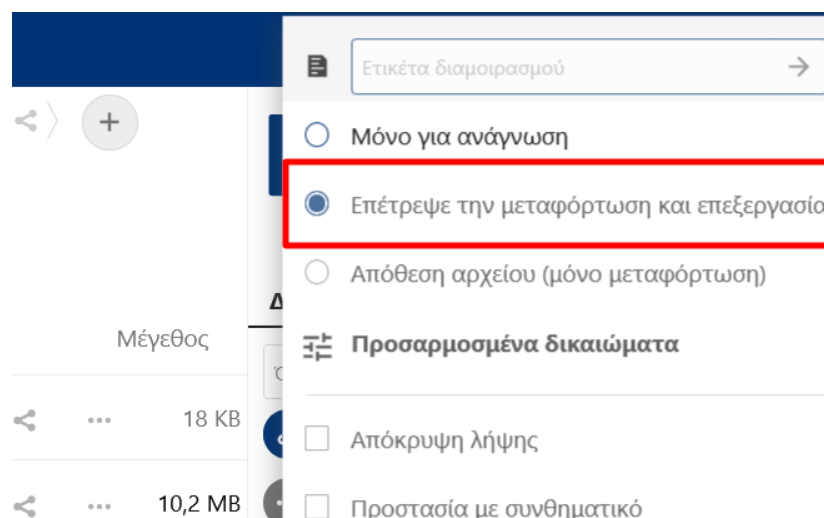 Ετικέτα διαμοιρασμού
Μόνο για ανάγνωση
Επέτρεψε την μεταφόρτωση και
Απόθεση αρχείου (μόνο μεταφόρτωση)
Μέγεθος
Προσαρμοσμένα δικαιώματα
18 KB
Απόκρυψη λήψης
10,2 MB
Προστασία με συνθηματικό